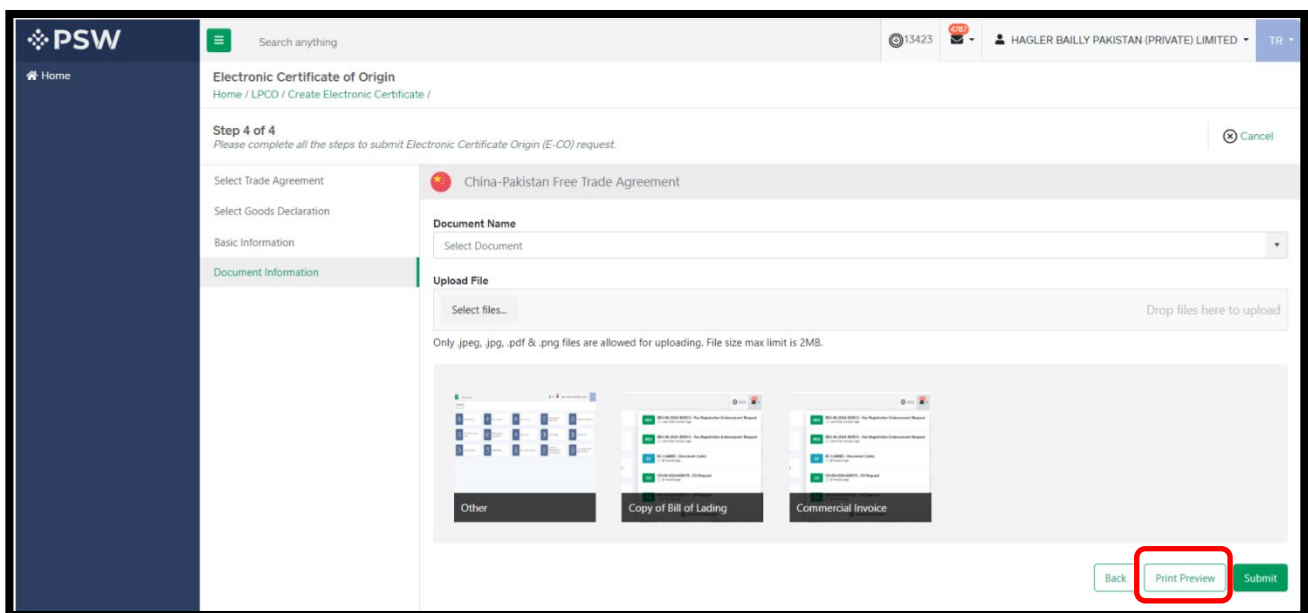 PSW
Search anything
13423
4787
HAGLER BAILLY PAKISTAN (PRIVATE) LIMITED
TR
Home
Electronic Certificate of Origin
Home / LPCO / Create Electronic Certificate /
Step 4 of 4
Please complete all the steps to submit Electronic Certificate Origin (E-CO) request.
Cancel
Select Trade Agreement
Select Goods Declaration
Basic Information
Document Information
China-Pakistan Free Trade Agreement
Document Name
Select Document
Upload File
Select files...
Drop files here to upload
Only .jpeg, .jpg, .pdf & .png files are allowed for uploading. File size max limit is 2MB.
Other
Copy of Bill of Lading
Commercial Invoice
Back
Print Preview
Submit